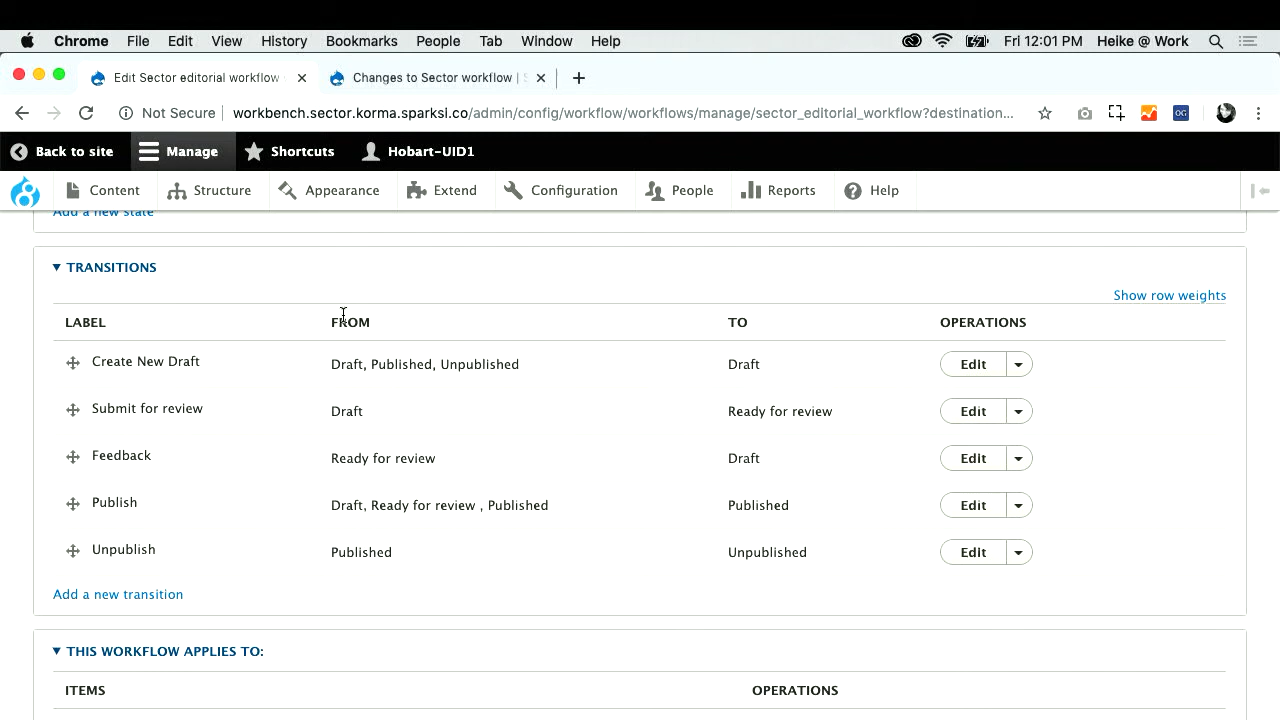 Chrome File Edit View History Bookmarks People Tab Window Help Fri 12:01 PM Heike @ Work
Edit Sector editorial workflow Changes to Sector workflow |
Not Secure workbench.sector.korma.sparksl.co/admin/config/workflow/workflows/manage/sector_editorial_workflow?destination... OG
Back to site Manage Shortcuts Hobart-UID1
Content Structure Appearance Extend Configuration People Reports Help
Add a new state
TRANSITIONS
Show row weights
LABEL FROM TO OPERATIONS
Create New Draft Draft, Published, Unpublished Draft Edit
Submit for review Draft Ready for review Edit
Feedback Ready for review Draft Edit
Publish Draft, Ready for review , Published Published Edit
Unpublish Published Unpublished Edit
Add a new transition
THIS WORKFLOW APPLIES TO:
ITEMS OPERATIONS